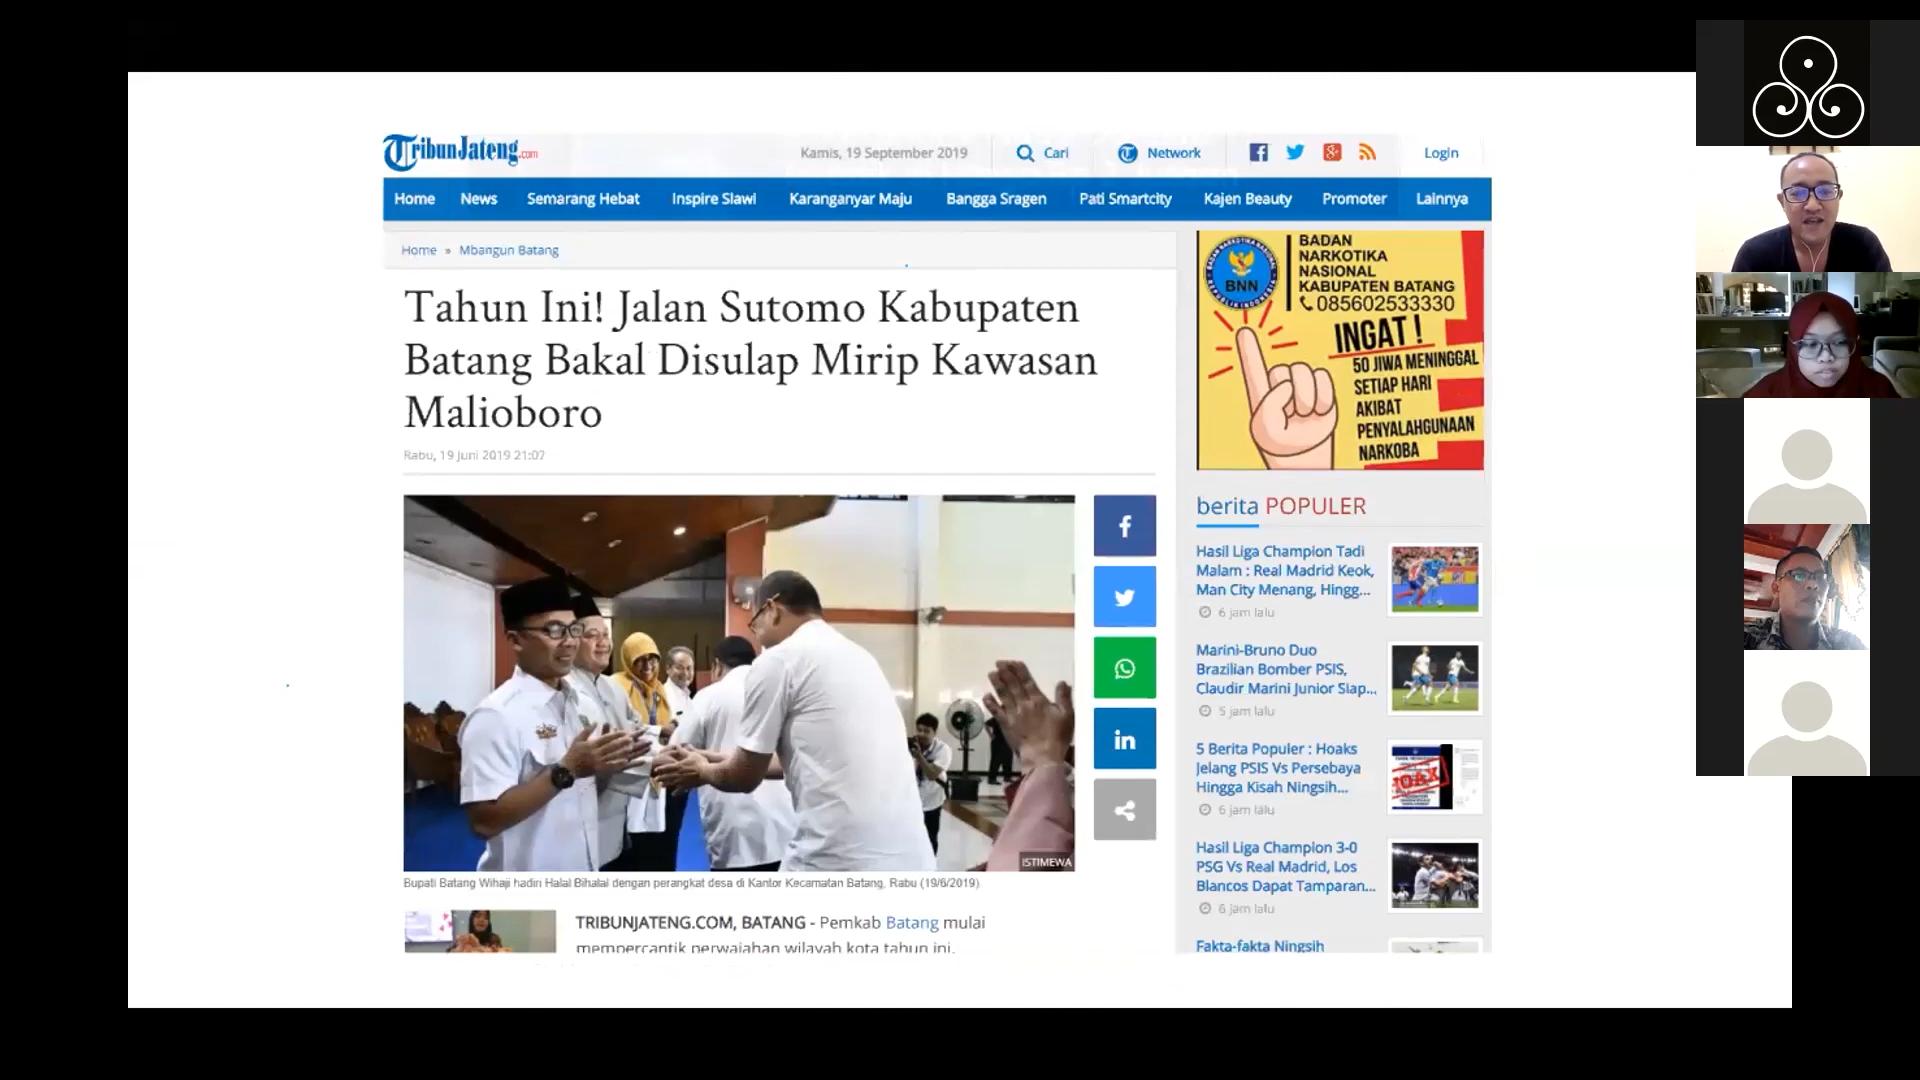 TribunJateng.com
Kamis, 19 September 2019
Cari
Network
Login
Home News Semarang Hebat Inspire Slawi Karanganyar Maju Bangga Sragen Pati Smartcity Kajen Beauty Promoter Lainnya
Home » Mbangun Batang
Tahun Ini! Jalan Sutomo Kabupaten
Batang Bakal Disulap Mirip Kawasan
Malioboro
Rabu, 19 Juni 2019 21:07
ISTIMEWA
Bupati Batang Wihaji hadiri Halal Bihalal dengan perangkat desa di Kantor Kecamatan Batang, Rabu (19/6/2019)
TRIBUNJATENG.COM, BATANG - Pemkab Batang mulai
mempercantik perwajahan wilayah kota tahun ini.
BADAN
NARKOTIKA
NASIONAL
KABUPATEN BATANG
085602533330
BNN
INGAT !
50 JIWA MENINGGAL
SETIAP HARI
AKIBAT
PENYALAHGUNAAN
NARKOBA
berita POPULER
Hasil Liga Champion Tadi
Malam : Real Madrid Keok,
Man City Menang, Hingg...
6 jam lalu
Marini-Bruno Duo
Brazilian Bomber PSIS,
Claudir Marini Junior Siap...
5 jam lalu
5 Berita Populer : Hoaks
Jelang PSIS Vs Persebaya
Hingga Kisah Ningsih...
6 jam lalu
Hasil Liga Champion 3-0
PSG Vs Real Madrid, Los
Blancos Dapat Tamparan...
6 jam lalu
Fakta-fakta Ningsih